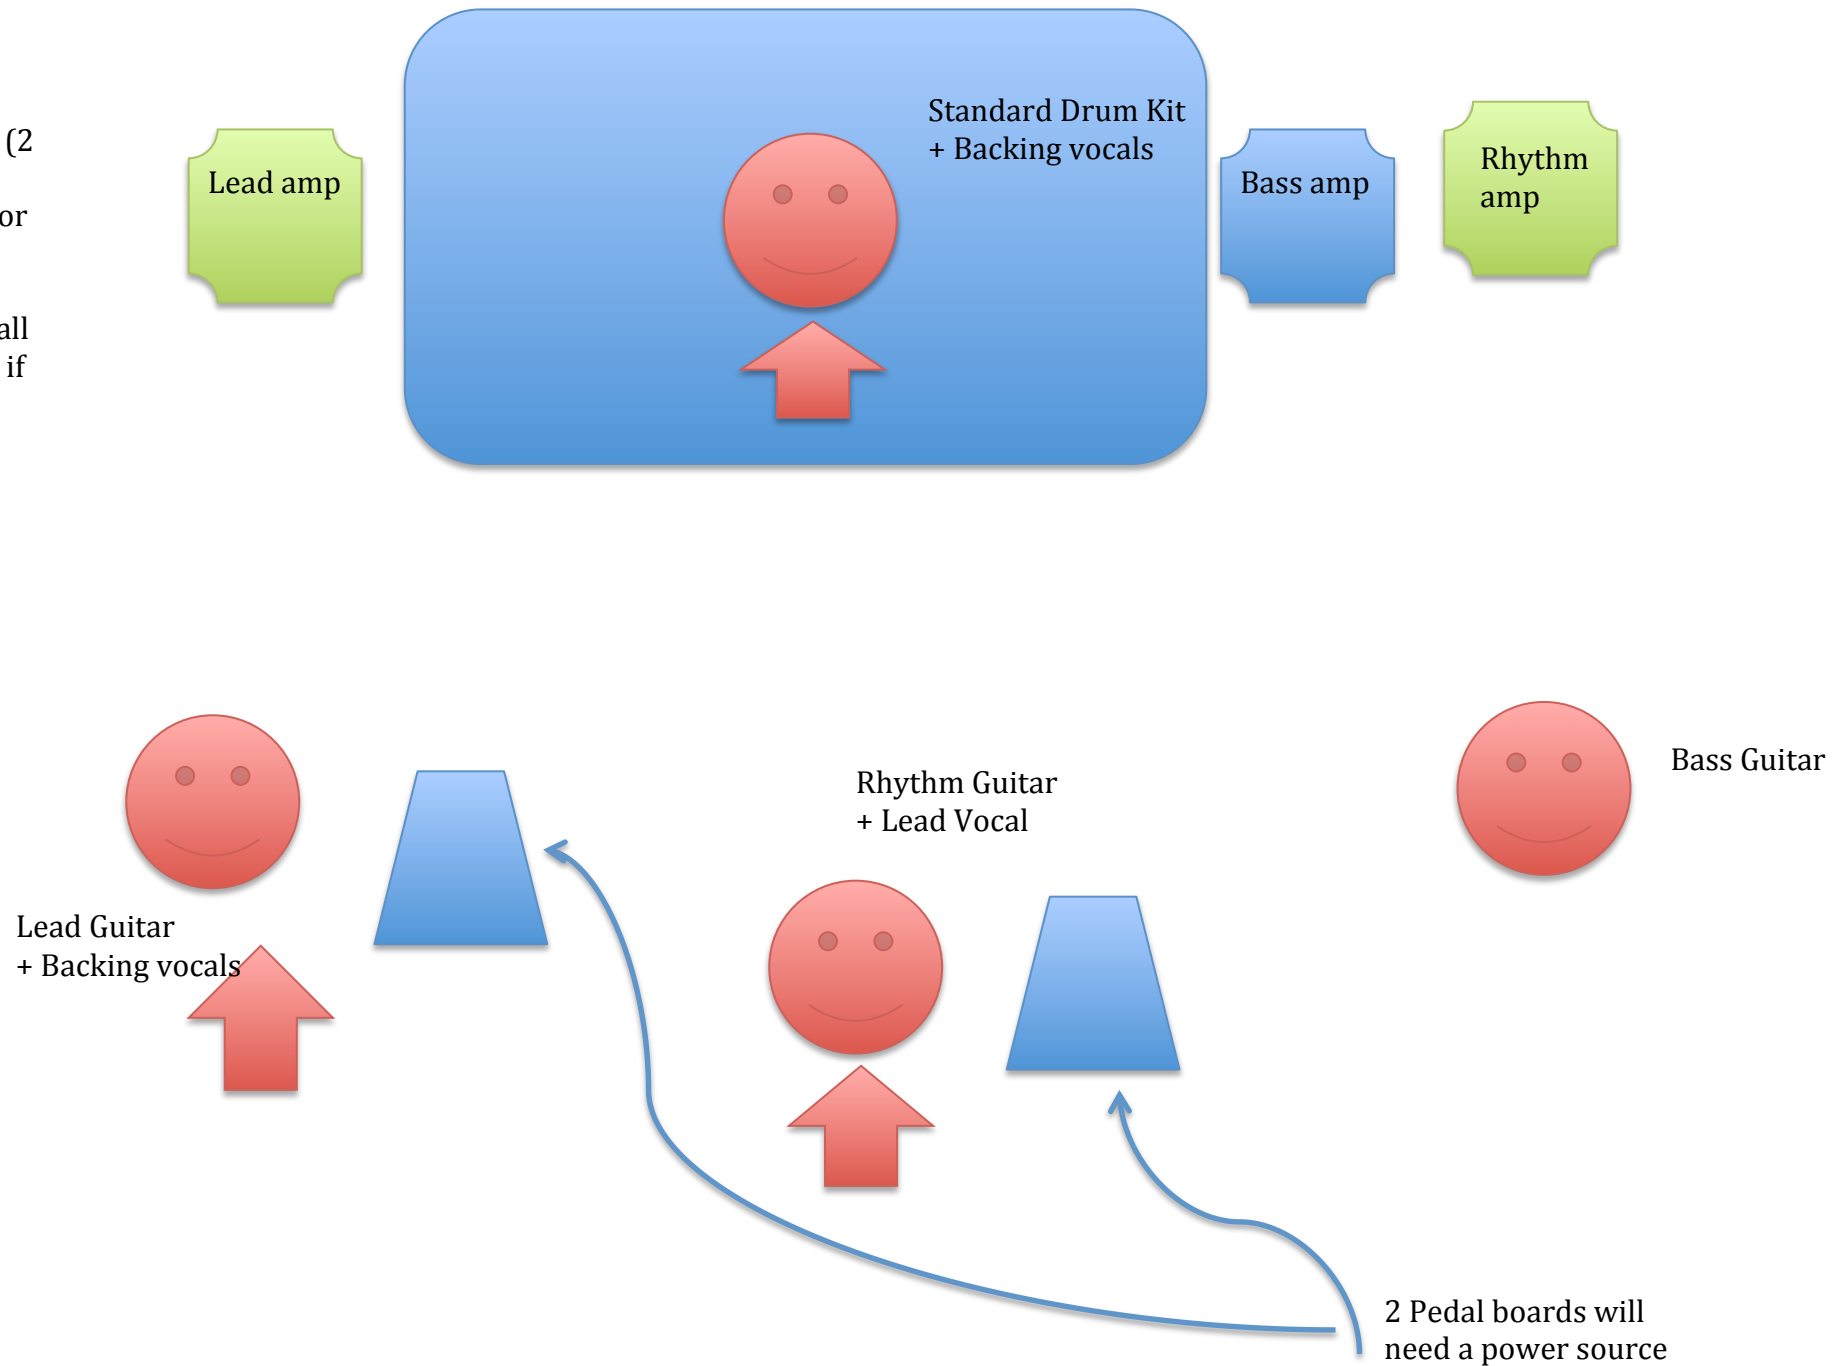 (2
or
all
if
Lead amp
Standard Drum Kit
+ Backing vocals
Bass amp
Rhythm
amp
Lead Guitar
+ Backing vocals
Rhythm Guitar
+ Lead Vocal
Bass Guitar
2 Pedal boards will
need a power source